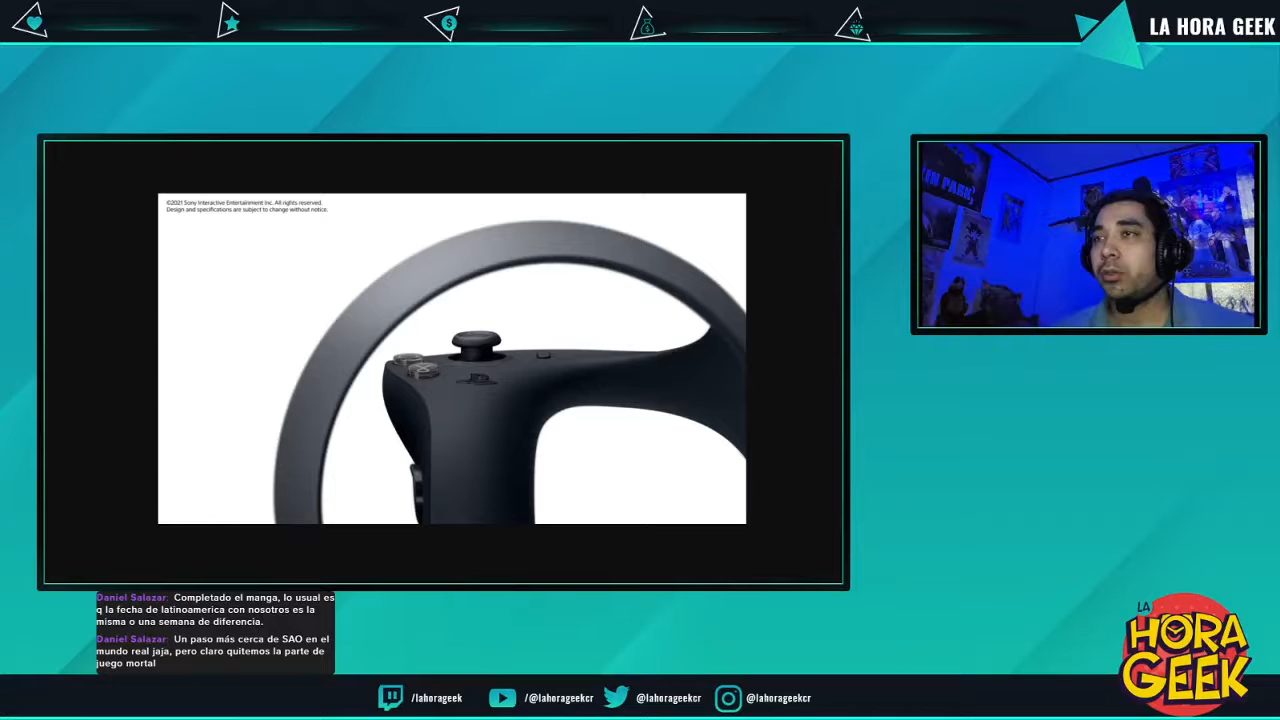 LA HORA GEEK
©2021 Sony Interactive Entertainment Inc. All rights reserved.
Design and specifications are subject to change without notice.
IN PARK
Daniel Salazar: Completado el manga, lo usual es
q la fecha de latinoamerica con nosotros es la
misma o una semana de diferencia.
Daniel Salazar: Un paso más cerca de SAO en el
mundo real jaja, pero claro quitemos la parte de
juego mortal
LA
HORA
GEEK
/lahorageek
/@lahorageekcr
@lahorageekcr
@lahorageekcr